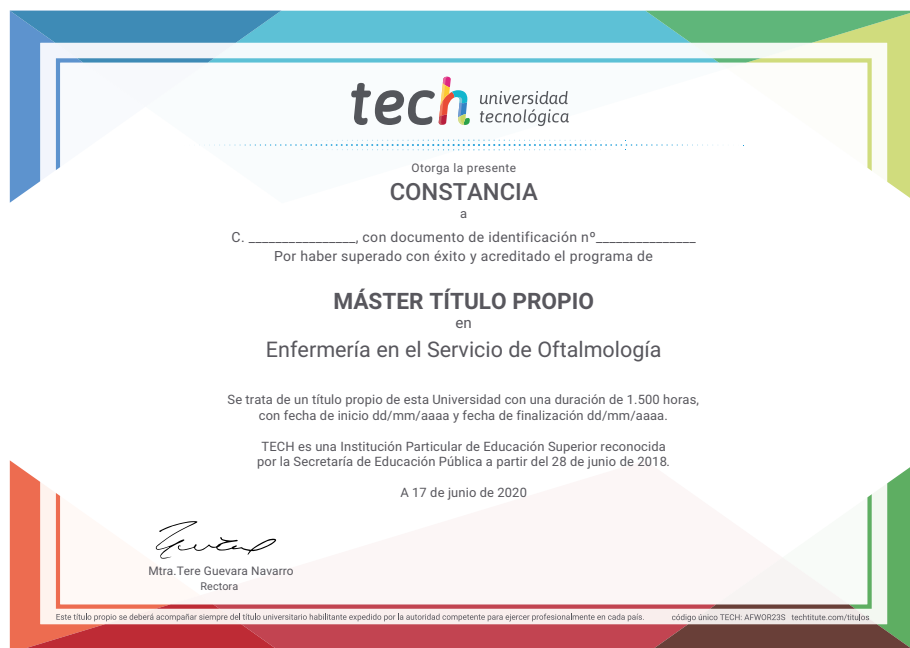 tech universidad
tecnológica
Otorga la presente
CONSTANCIA
a
C. ________________, con documento de identificación nº_______________
Por haber superado con éxito y acreditado el programa de
MÁSTER TÍTULO PROPIO
en
Enfermería en el Servicio de Oftalmología
Se trata de un título propio de esta Universidad con una duración de 1.500 horas,
con fecha de inicio dd/mm/aaaa y fecha de finalización dd/mm/aaaa.
TECH es una Institución Particular de Educación Superior reconocida
por la Secretaría de Educación Pública a partir del 28 de junio de 2018.
A 17 de junio de 2020
Mtra.Tere Guevara Navarro
Rectora
Este título propio se deberá acompañar siempre del título universitario habilitante expedido por la autoridad competente para ejercer profesionalmente en cada país. código único TECH: AFWOR23S techtitute.com/titulos